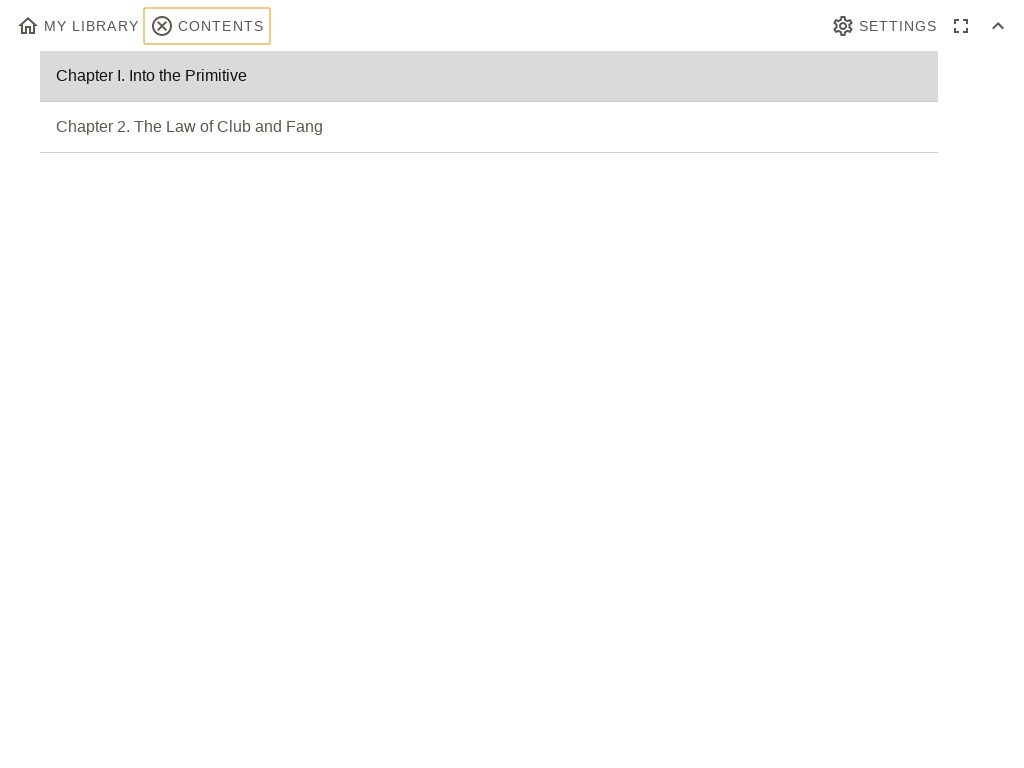 MY LIBRARY CONTENTS SETTINGS
Chapter I. Into the Primitive
Chapter 2. The Law of Club and Fang